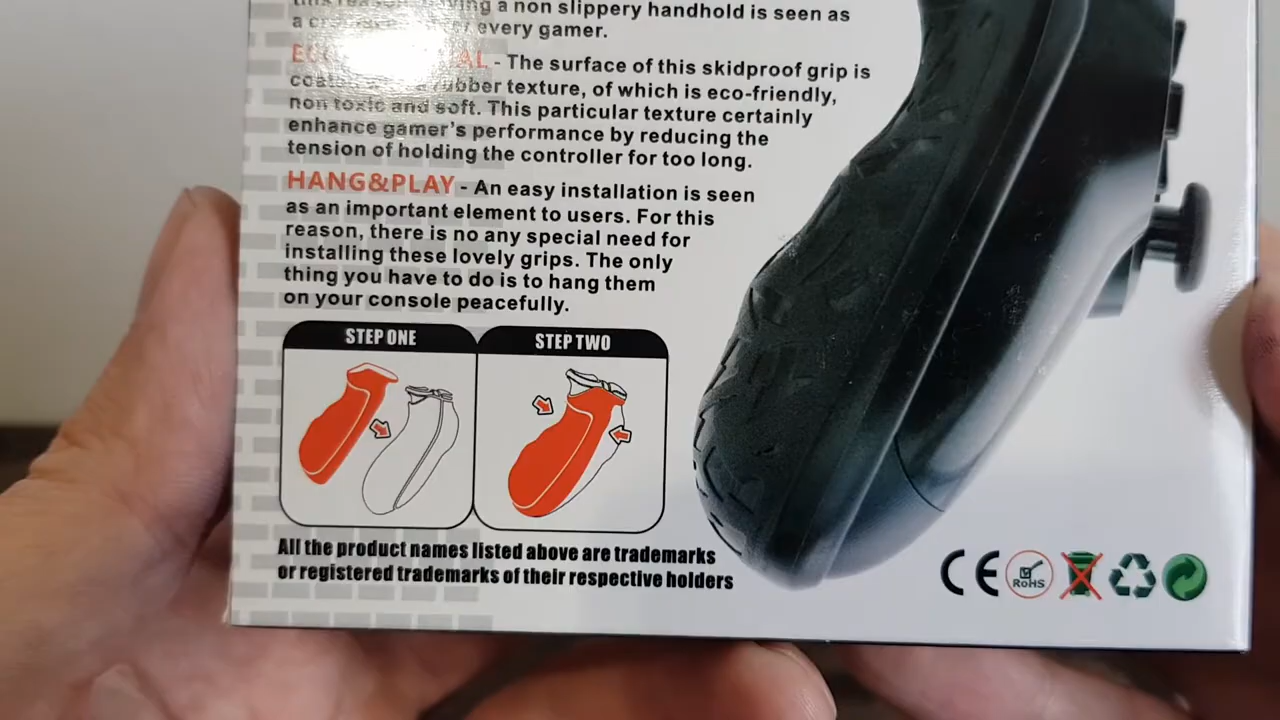 this reason, having a non slippery handhold is seen as
a every gamer.
- The surface of this skidproof grip is
rubber texture, of which is eco-friendly,
non toxic and soft. This particular texture certainly
enhance gamer's performance by reducing the
tension of holding the controller for too long.
HANG&PLAY - An easy installation is seen
as an important element to users. For this
reason, there is no any special need for
installing these lovely grips. The only
thing you have to do is to hang them
on your console peacefully.
STEP ONE
STEP TWO
All the product names listed above are trademarks
or registered trademarks of their respective holders
CE
RoHS